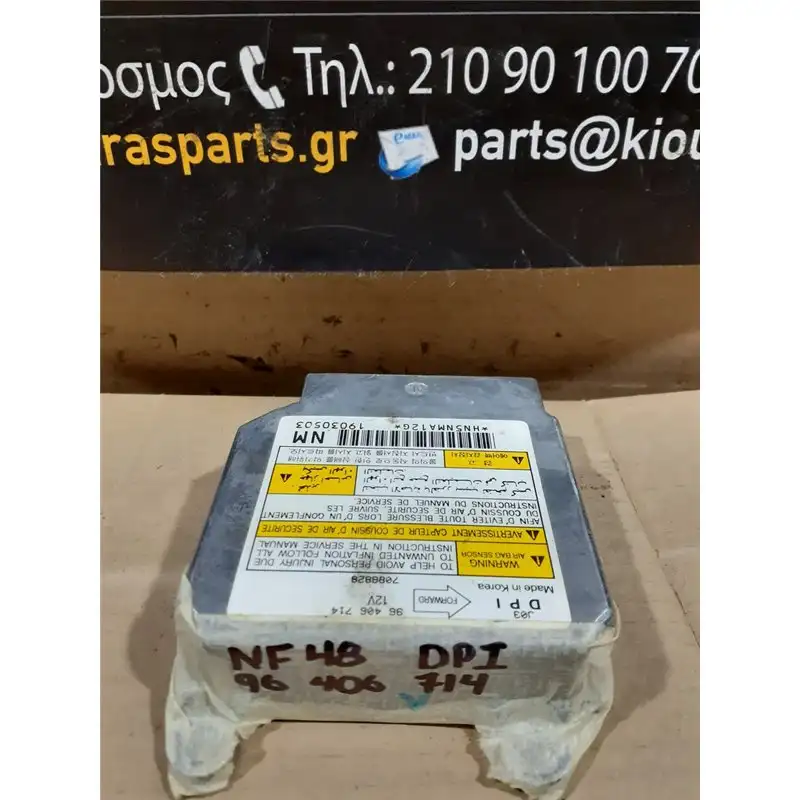 οσμος Τηλ.: 210 90 100 70
rasparts.gr parts@kiou
J03
DPI
Made in Korea
FORWARD
12V
96 406 714
7088828
WARNING
AIR BAG SENSOR
TO HELP AVOID PERSONAL INJURY DUE
TO UNWANTED INFLATION FOLLOW ALL
INSTRUCTION IN THE SERVICE MANUAL
AVERTISSEMENT CAPTEUR DE COUSSIN D'AIR DE SECURITE
AFIN D'EVITER TOUTE BLESSURE LORS D'UN GONFLEMENT
DU COUSSIN D'AIR DE SECURITE, SUIVRE LES
INSTRUCTIONS DU MANUEL DE SERVICE.
NM
*HN5NMA12G*
19030503
NF48 DPI
96 406 714